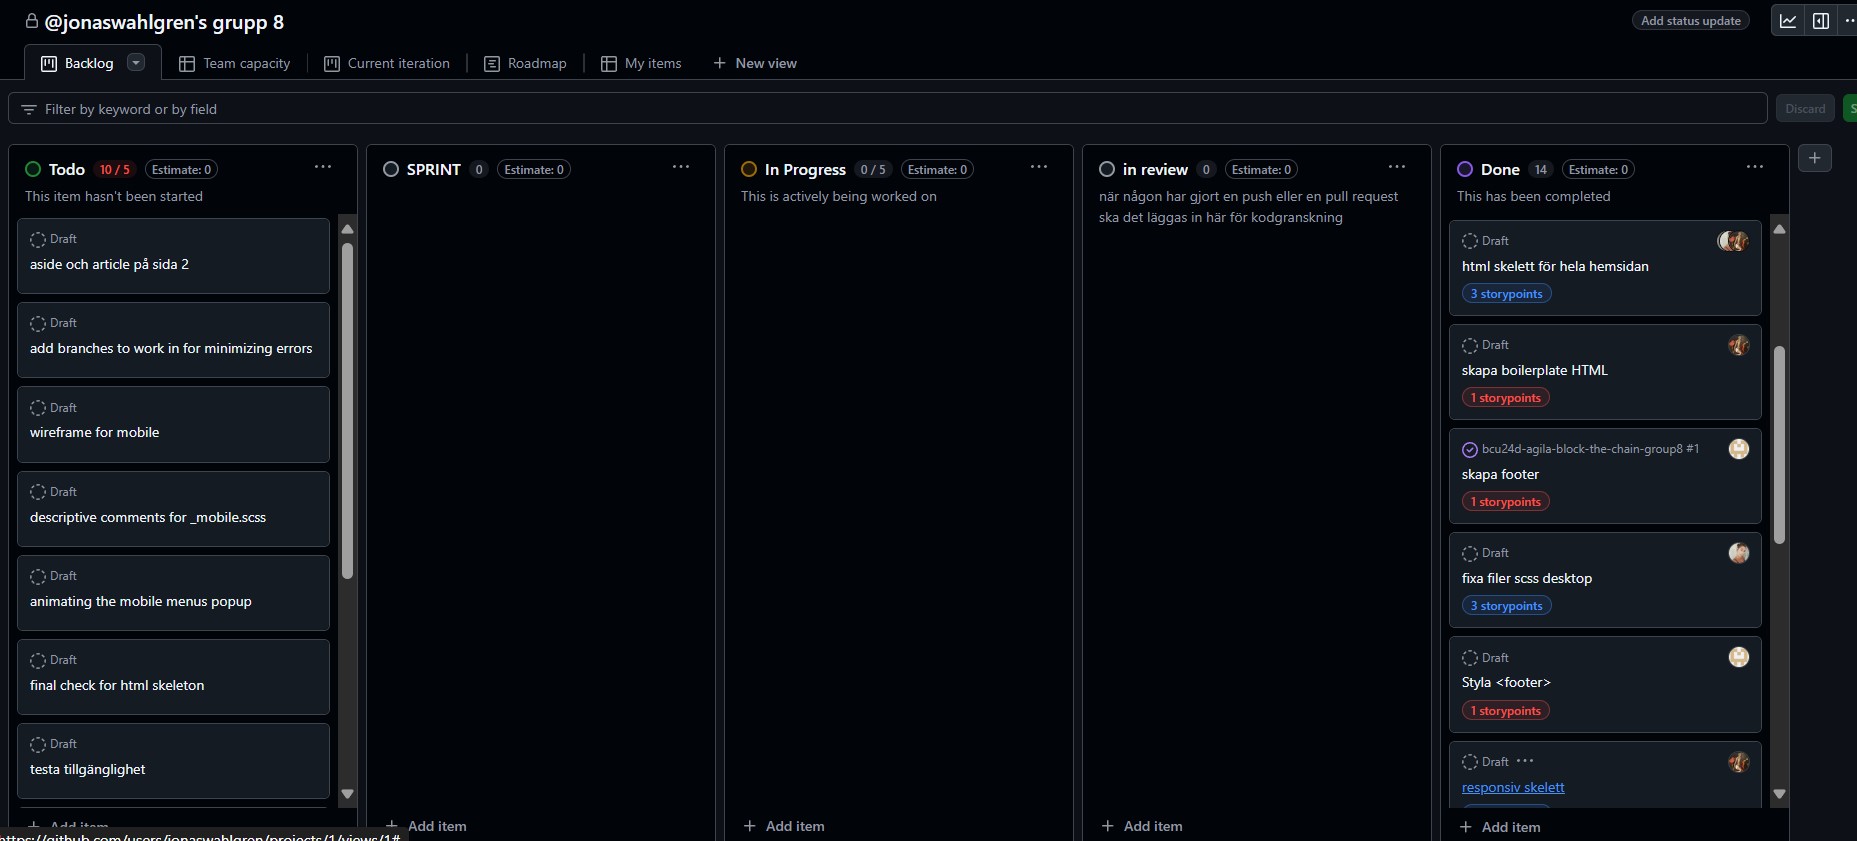 @jonaswahlgren's grupp 8
Add status update
Backlog
Team capacity
Current iteration
Roadmap
My items
New view
Filter by keyword or by field
Discard
Todo 10 / 5 Estimate: 0
This item hasn't been started
Draft
aside och article på sida 2
Draft
add branches to work in for minimizing errors
Draft
wireframe for mobile
Draft
descriptive comments for _mobile.scss
Draft
animating the mobile menus popup
Draft
final check for html skeleton
Draft
testa tillgänglighet
Add item
SPRINT 0 Estimate: 0
Add item
In Progress 0 / 5 Estimate: 0
This is actively being worked on
Add item
in review 0 Estimate: 0
när någon har gjort en push eller en pull request
ska det läggas in här för kodgranskning
Add item
Done 14 Estimate: 0
This has been completed
Draft
html skelett för hela hemsidan
3 storypoints
Draft
skapa boilerplate HTML
1 storypoints
bcu24d-agila-block-the-chain-group8 #1
skapa footer
1 storypoints
Draft
fixa filer scss desktop
3 storypoints
Draft
Styla <footer>
1 storypoints
Draft
responsiv skelett
Add item
https://github.com/users/jonaswahlgren/projects/1/views/1#